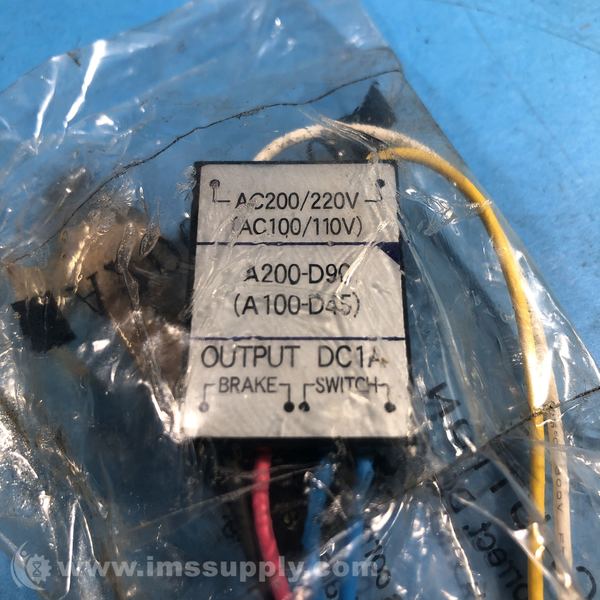 AC200/220V
(AC100/110V)
A200-D90
(A100-D45)
OUTPUT DC1A
BRAKE SWITCH
www.imssupply.com